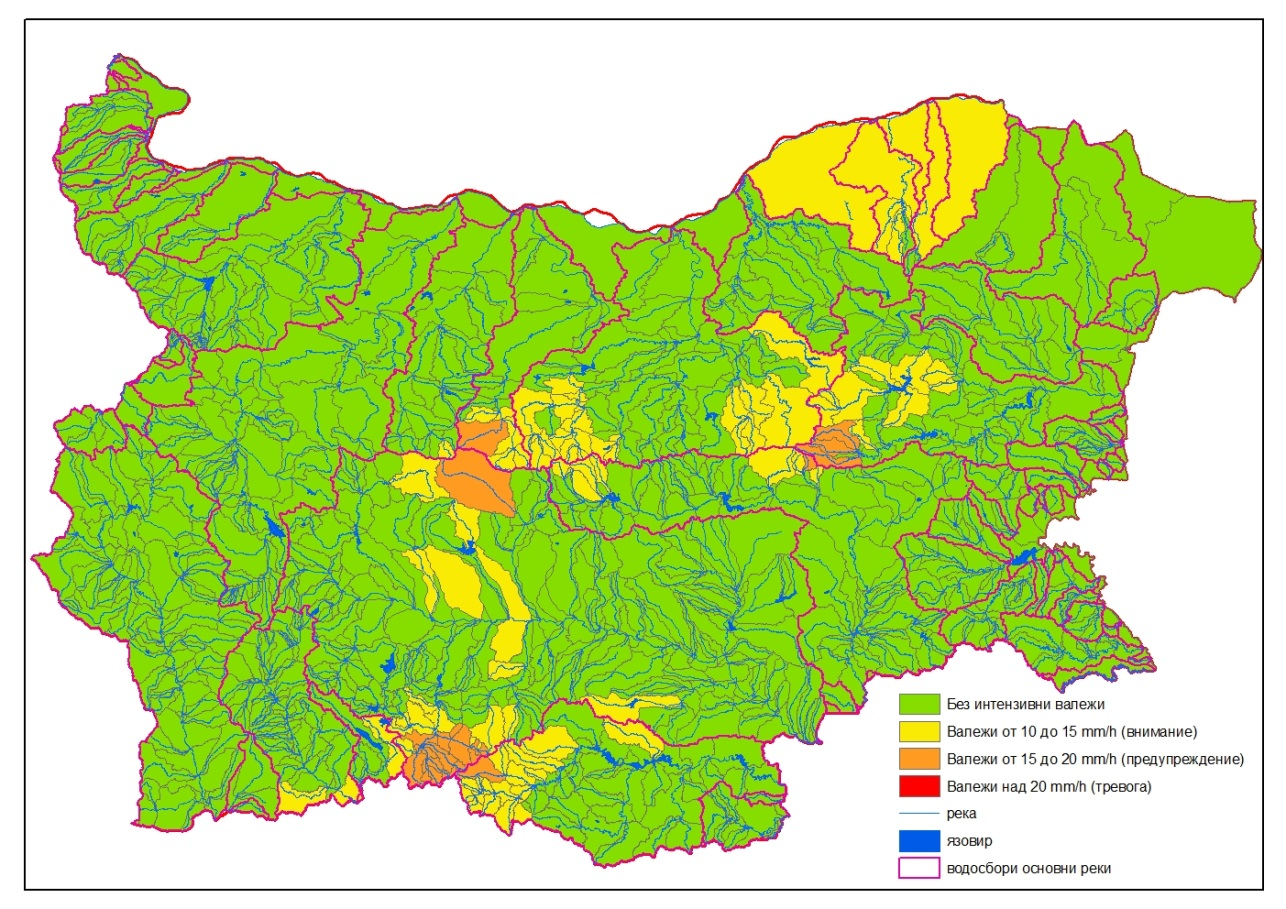 Без интензивни валежи
Валежи от 10 до 15 mm/h (внимание)
Валежи от 15 до 20 mm/h (предупреждение)
Валежи над 20 mm/h (тревога)
река
язовир
водосбори основни реки